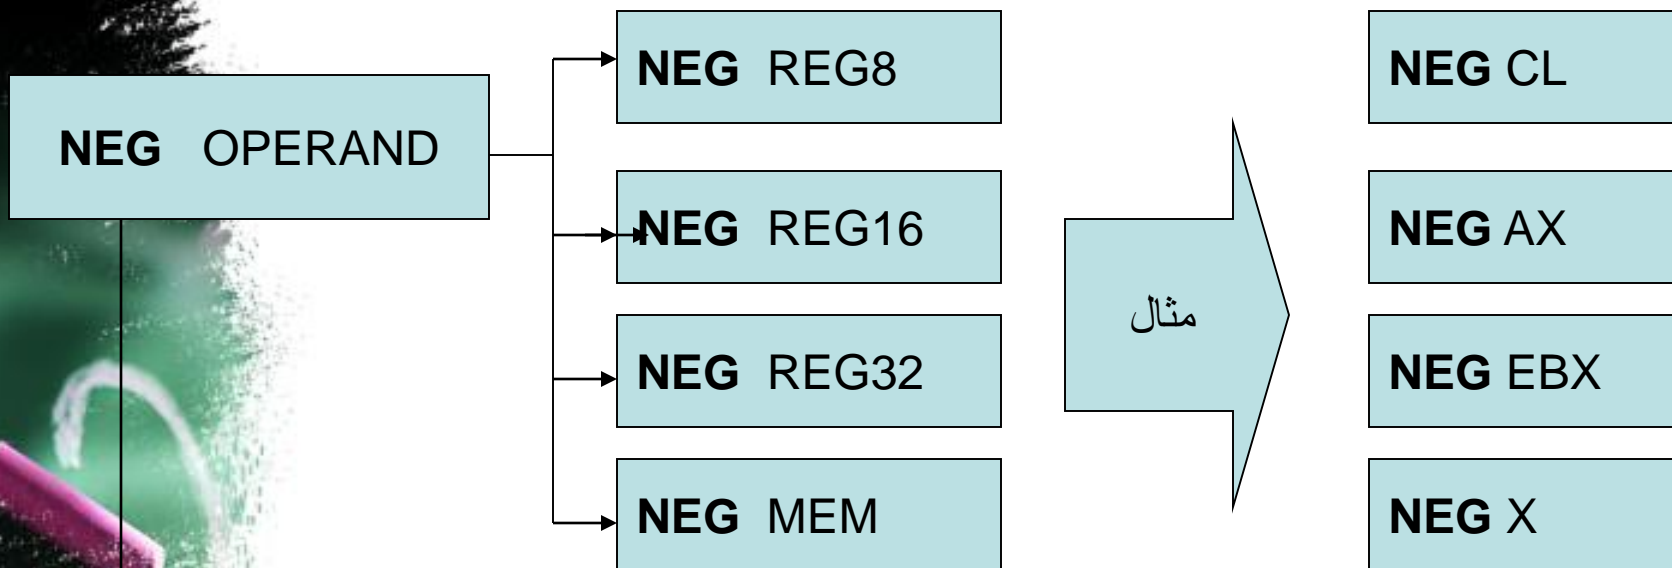 NEG OPERAND
NEG REG8
NEG REG16
NEG REG32
NEG MEM
مثال
NEG CL
NEG AX
NEG EBX
NEG X